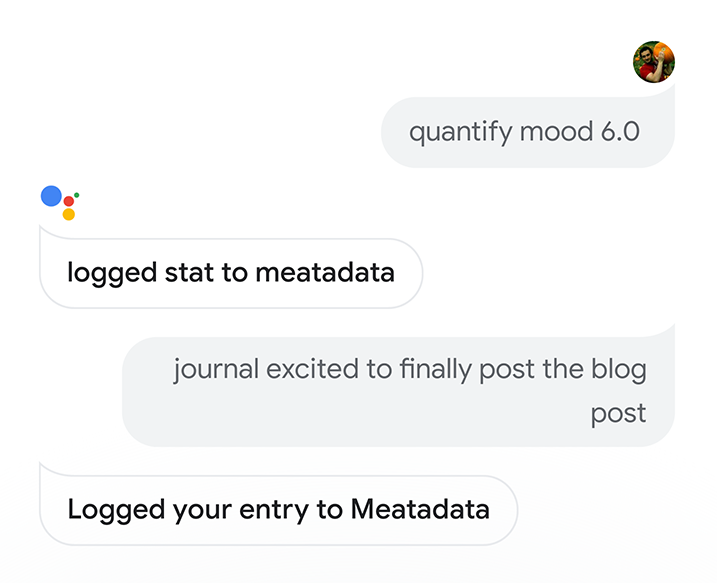 quantify mood 6.0
logged stat to meatadata
journal excited to finally post the blog
post
Logged your entry to Meatadata